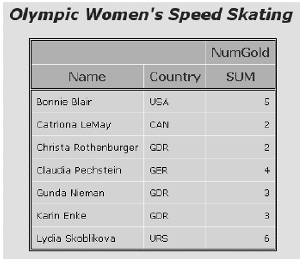 Olympic Women's Speed Skating
NumGold
Name Country SUM
Bonnie Blair USA 5
Catriona LeMay CAN 2
Christa Rothenburger GDR 2
Claudia Pechstein GER 4
Gunda Nieman GDR 3
Karin Enke GDR 3
Lydia Skoblikova URS 6